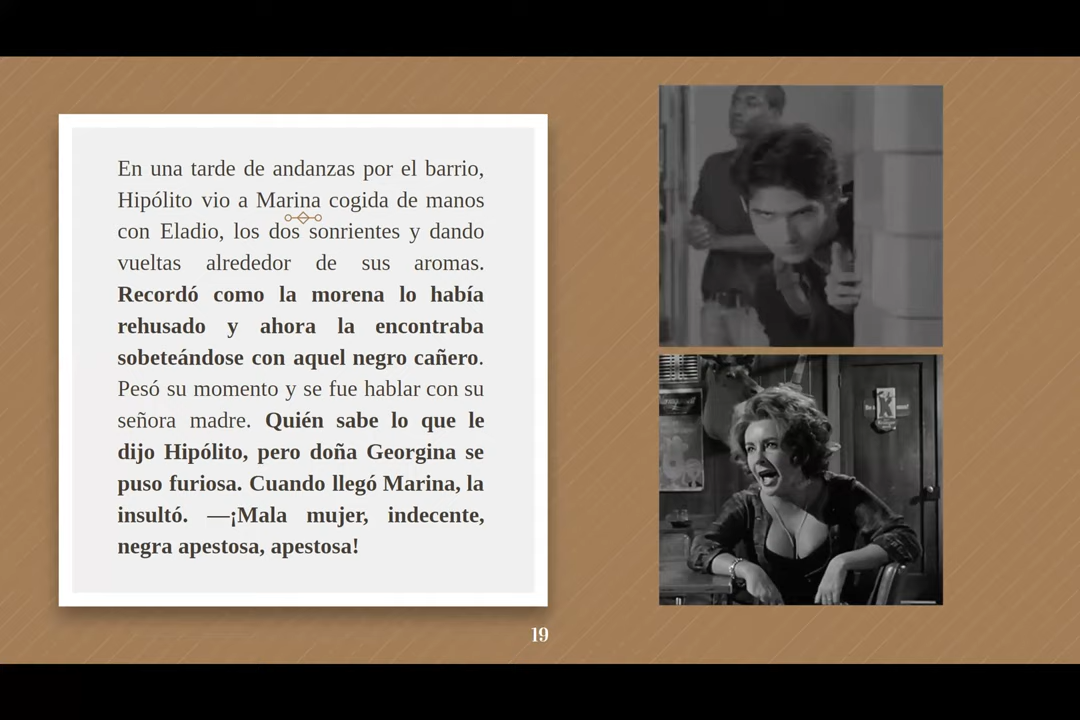 En una tarde de andanzas por el barrio,
Hipólito vio a Marina cogida de manos
con Eladio, los dos sonrientes y dando
vueltas alrededor de sus aromas.
Recordó como la morena lo había
rehusado y ahora la encontraba
sobeteándose con aquel negro cañero.
Pesó su momento y se fue hablar con su
señora madre. Quién sabe lo que le
dijo Hipólito, pero doña Georgina se
puso furiosa. Cuando llegó Marina, la
insultó. —¡Mala mujer, indecente,
negra apestosa, apestosa!
19